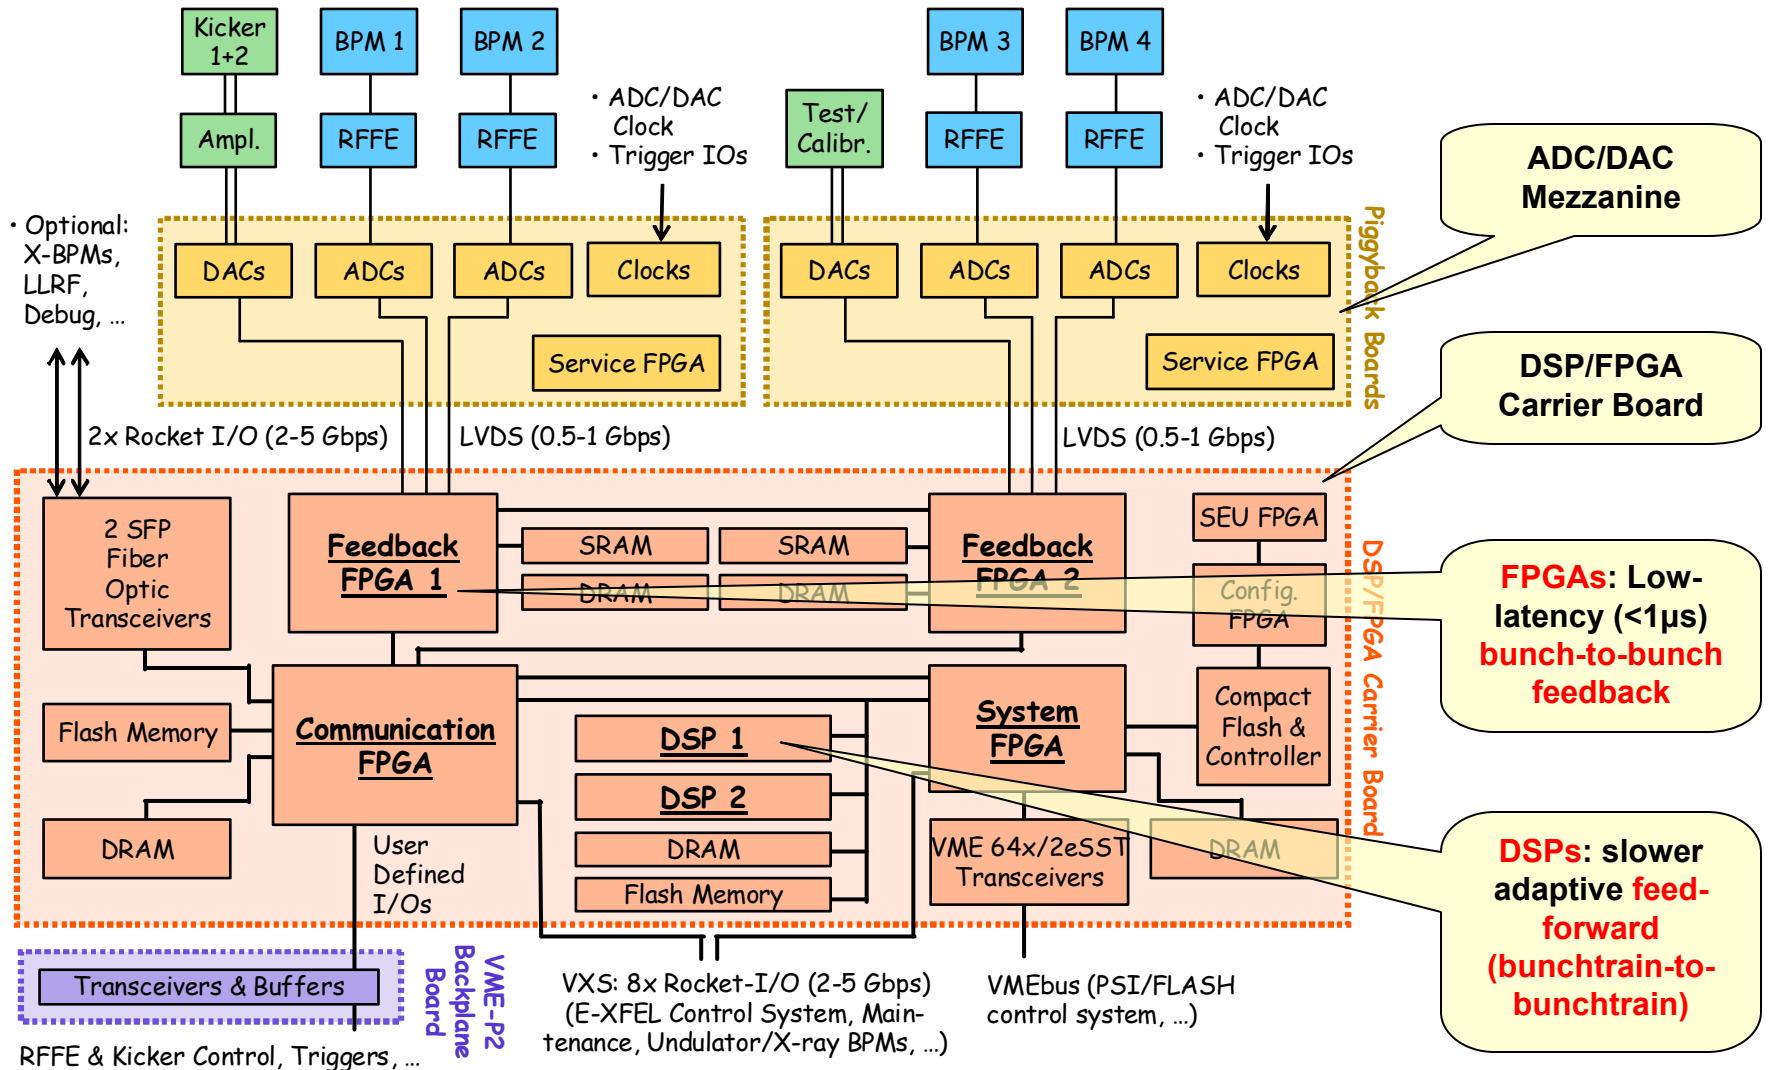 Kicker
1+2
BPM 1
BPM 2
BPM 3
BPM 4
Ampl.
RFFE
RFFE
• ADC/DAC
Clock
• Trigger IOs
Test/
Calibr.
RFFE
RFFE
• ADC/DAC
Clock
• Trigger IOs
• Optional:
X-BPMs,
LLRF,
Debug, ...
DACs
ADCs
ADCs
Clocks
Service FPGA
DACs
ADCs
ADCs
Clocks
Service FPGA
Piggyback Boards
ADC/DAC
Mezzanine
DSP/FPGA
Carrier Board
2x Rocket I/O (2-5 Gbps)
LVDS (0.5-1 Gbps)
LVDS (0.5-1 Gbps)
2 SFP
Fiber
Optic
Transceivers
Feedback
FPGA 1
SRAM
SRAM
DRAM
DRAM
Feedback
FPGA 2
SEU FPGA
Config.
FPGA
Compact
Flash &
Controller
DSP/FPGA Carrier Board
FPGAs: Low-
latency (<1µs)
bunch-to-bunch
feedback
Flash Memory
DRAM
Communication
FPGA
DSP 1
DSP 2
DRAM
Flash Memory
System
FPGA
VME 64x/2eSST
Transceivers
DRAM
DSPs: slower
adaptive feed-
forward
(bunchtrain-to-
bunchtrain)
User
Defined
I/Os
Transceivers & Buffers
VME-P2
Backplane
Board
RFFE & Kicker Control, Triggers, ...
VXS: 8x Rocket-I/O (2-5 Gbps)
(E-XFEL Control System, Main-
tenance, Undulator/X-ray BPMs, ...)
VMEbus (PSI/FLASH
control system, ...)